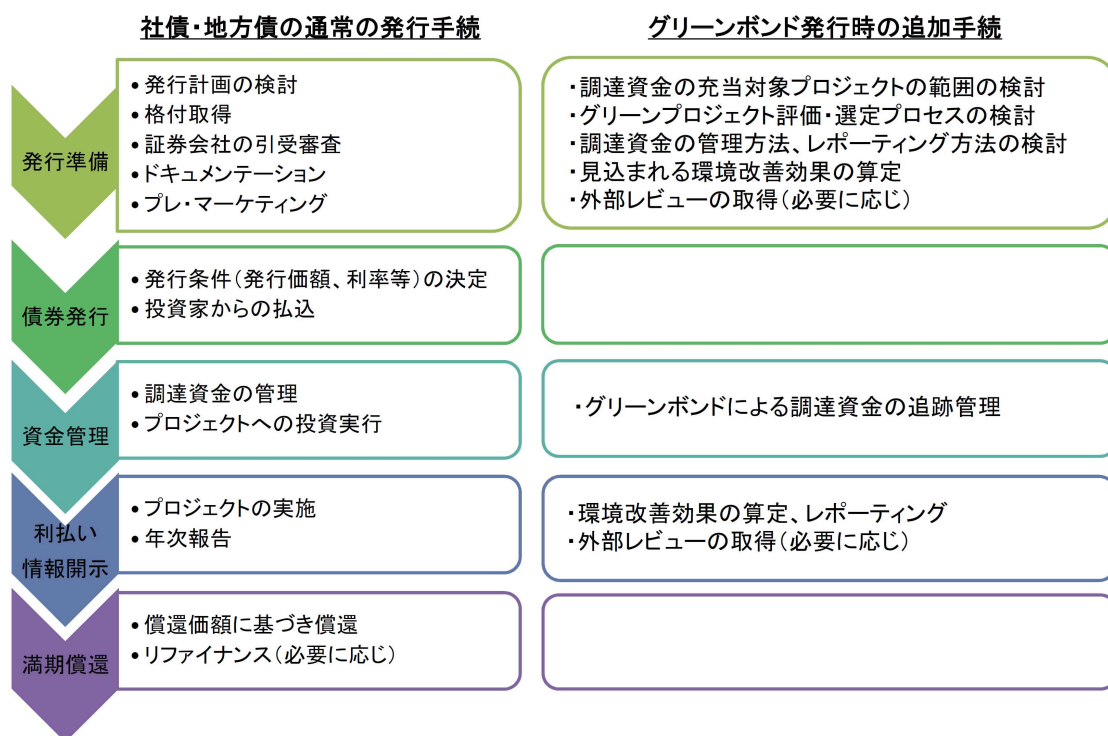 社債・地方債の通常の発行手続
グリーンボンド発行時の追加手続
発行準備
• 発行計画の検討
• 格付取得
• 証券会社の引受審査
• ドキュメンテーション
• プレ・マーケティング
・調達資金の充当対象プロジェクトの範囲の検討
・グリーンプロジェクト評価・選定プロセスの検討
・調達資金の管理方法、レポーティング方法の検討
・見込まれる環境改善効果の算定
・外部レビューの取得(必要に応じ)
債券発行
• 発行条件(発行価額、利率等)の決定
• 投資家からの払込
資金管理
• 調達資金の管理
• プロジェクトへの投資実行
・グリーンボンドによる調達資金の追跡管理
利払い
情報開示
• プロジェクトの実施
• 年次報告
・環境改善効果の算定、レポーティング
・外部レビューの取得(必要に応じ)
満期償還
• 償還価額に基づき償還
• リファイナンス(必要に応じ)